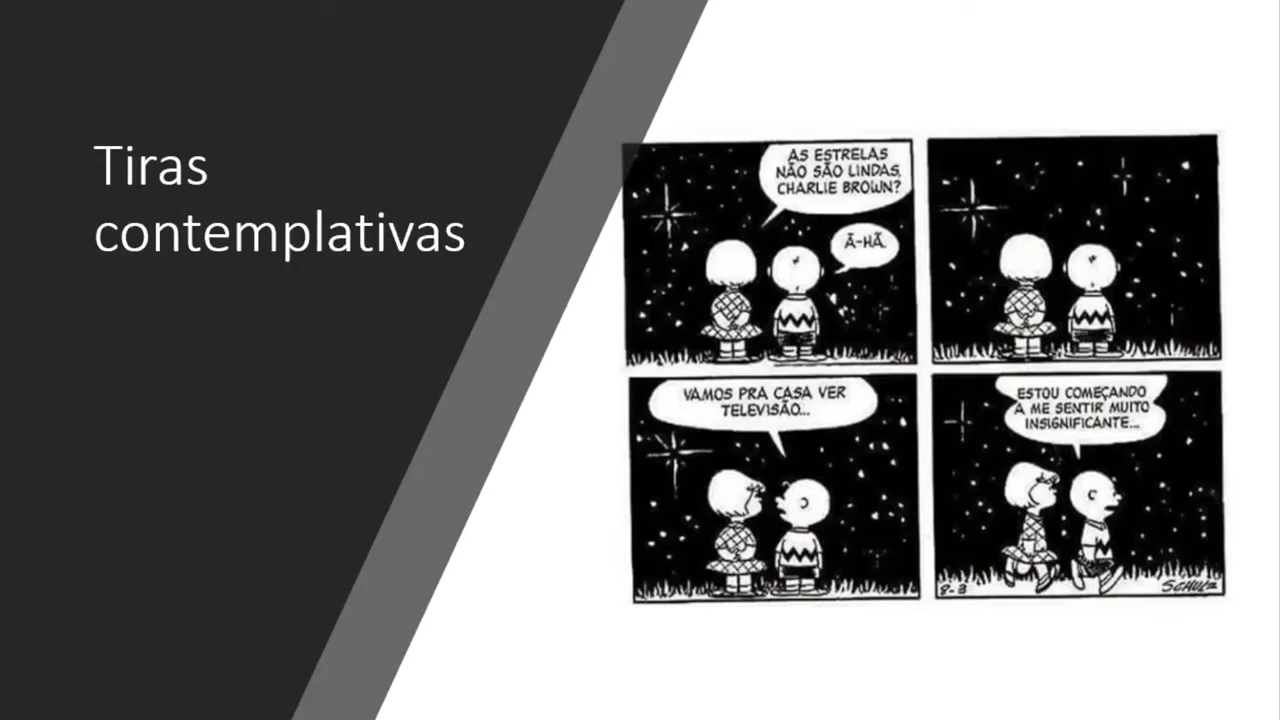 Tiras
contemplativas
AS ESTRELAS
NÃO SÃO LINDAS,
CHARLIE BROWN?
Ã-HÃ.
VAMOS PRA CASA VER
TELEVISÃO...
ESTOU COMEÇANDO
A ME SENTIR MUITO
INSIGNIFICANTE...
8-3
SCHULZ